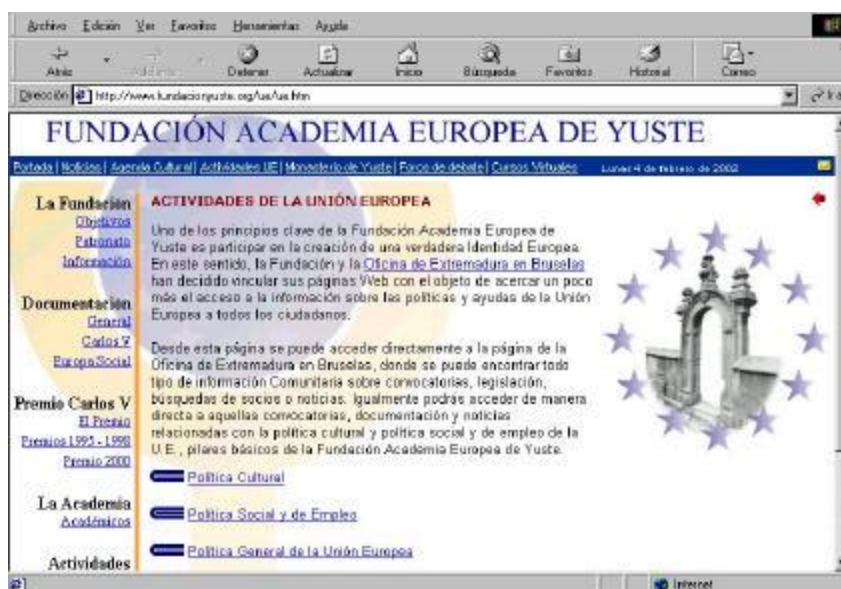 Archivo Edición Ver Favoritos Herramientas Ayuda
Atrás Adelante Detener Actualizar Inicio Búsqueda Favoritos Historial Correo
Dirección http://www.fundacionyuste.org/ue/ue.htm Ir a
FUNDACIÓN ACADEMIA EUROPEA DE YUSTE
Portada | Noticias | Agenda Cultural | Actividades UE | Monasterio de Yuste | Foros de debate | Cursos Virtuales Lunes 4 de febrero de 2002
La Fundación
Objetivos
Patronato
Información
Documentacion
General
Carlos V
Europa Social
Premio Carlos V
El Premio
Premios 1995 - 1998
Premio 2000
La Academia
Académicos
Actividades
ACTIVIDADES DE LA UNIÓN EUROPEA
Uno de los principios clave de la Fundación Academia Europea de
Yuste es participar en la creación de una verdadera Identidad Europea.
En este sentido, la Fundación y la Oficina de Extremadura en Bruselas
han decidido vincular sus páginas Web con el objeto de acercar un poco
más el acceso a la información sobre las políticas y ayudas de la Unión
Europea a todos los ciudadanos.
Desde esta página se puede acceder directamente a la página de la
Oficina de Extremadura en Bruselas, donde se puede encontrar todo
tipo de información Comunitaria sobre convocatorias, legislación,
búsquedas de socios o noticias. Igualmente podrás acceder de manera
directa a aquellas convocatorias, documentación y noticias
relacionadas con la política cultural y política social y de empleo de la
U.E., pilares básicos de la Fundación Academia Europea de Yuste.
Política Cultural
Política Social y de Empleo
Política General de la Unión Europea
Internet